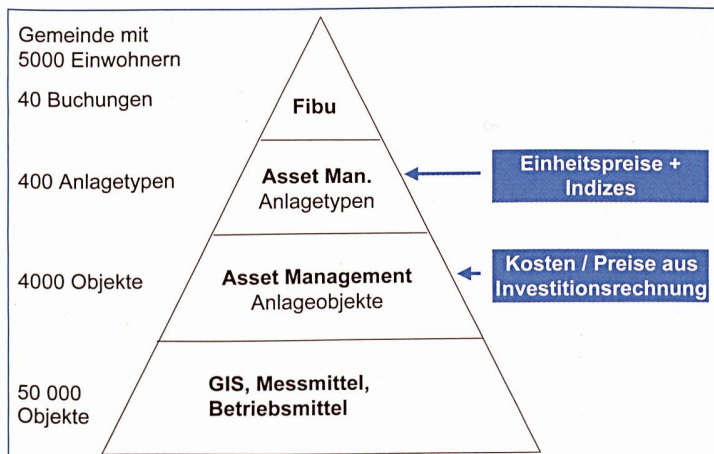 Gemeinde mit
5000 Einwohnern
40 Buchungen
Fibu
400 Anlagetypen
Asset Man.
Anlagetypen
Einheitspreise +
Indizes
4000 Objekte
Asset Management
Anlageobjekte
Kosten / Preise aus
Investitionsrechnung
50 000
Objekte
GIS, Messmittel,
Betriebsmittel